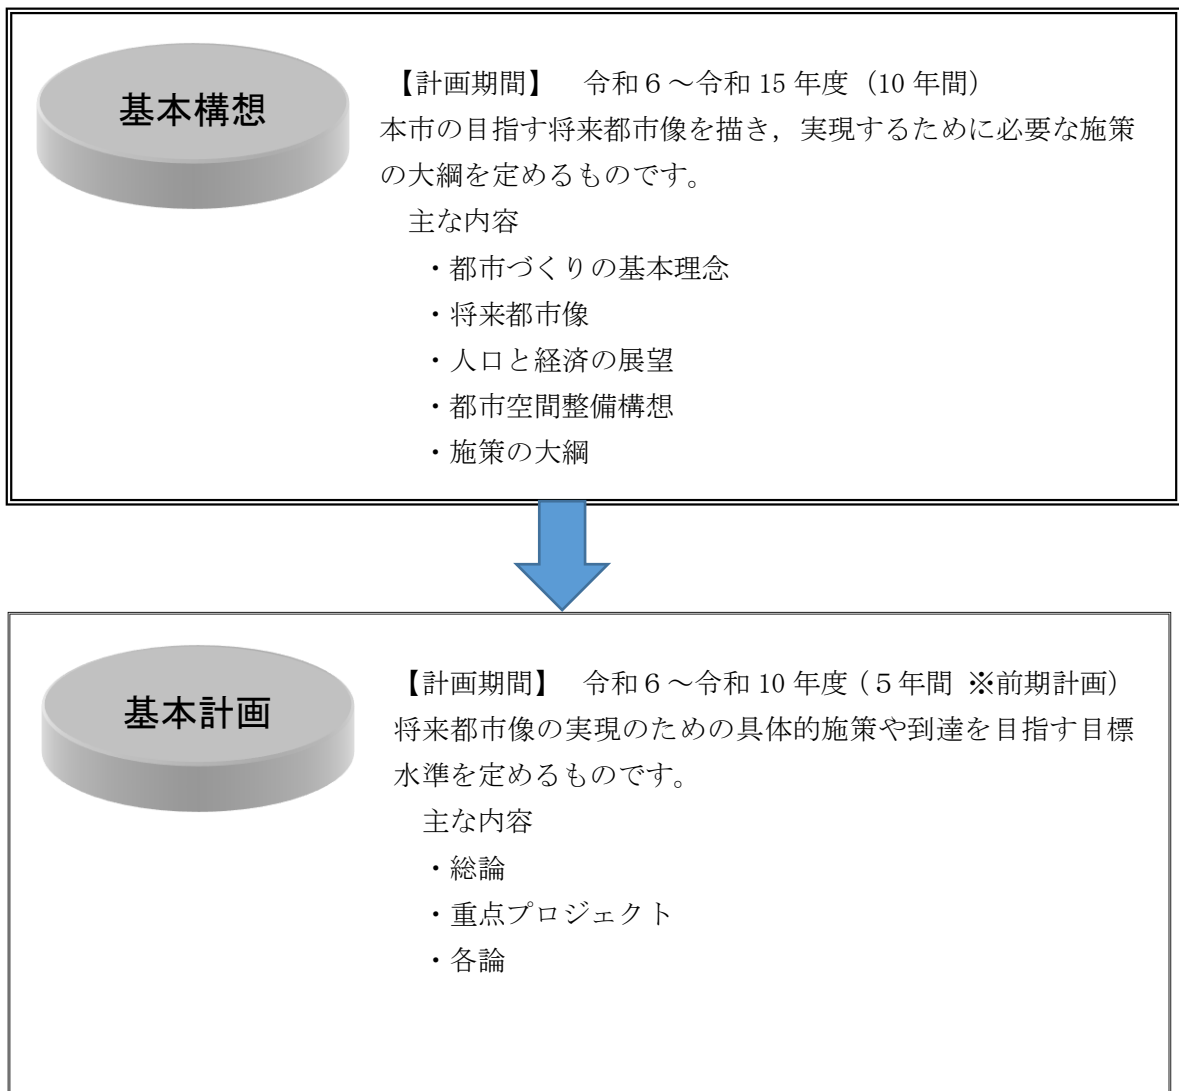 基本構想
【計画期間】　令和６～令和 15 年度（10 年間）
本市の目指す将来都市像を描き，実現するために必要な施策
の大綱を定めるものです。
主な内容
・都市づくりの基本理念
・将来都市像
・人口と経済の展望
・都市空間整備構想
・施策の大綱
基本計画
【計画期間】　令和６～令和 10 年度（５年間 ※前期計画）
将来都市像の実現のための具体的施策や到達を目指す目標
水準を定めるものです。
主な内容
・総論
・重点プロジェクト
・各論